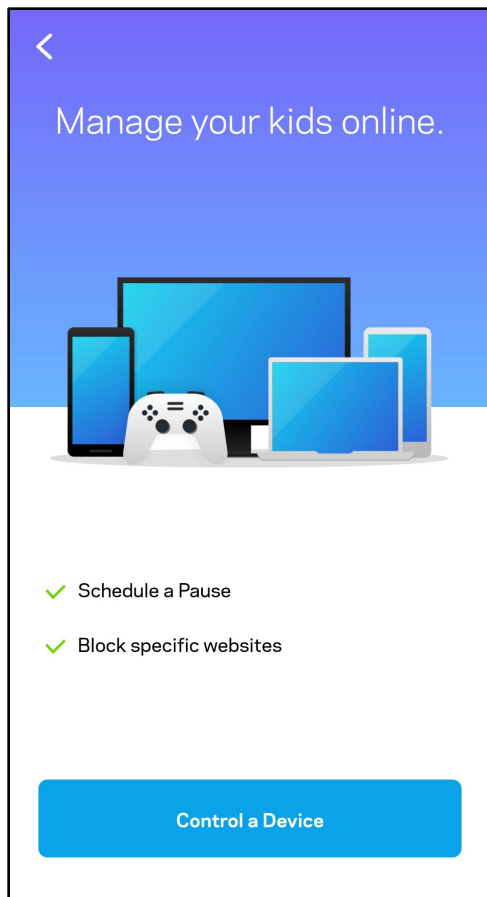 Manage your kids online.
Schedule a Pause
Block specific websites
Control a Device